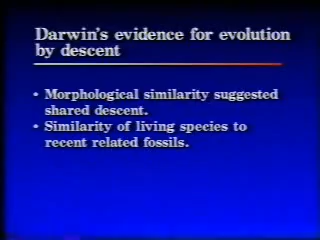 Darwin's evidence for evolution
by descent
• Morphological similarity suggested
shared descent.
• Similarity of living species to
recent related fossils.